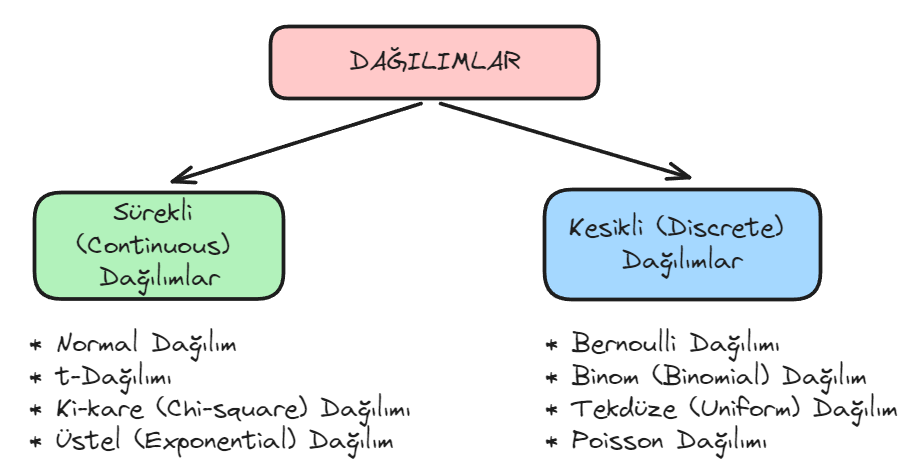 DAĞILIMLAR
Sürekli
(Continuous)
Dağılımlar
Kesikli (Discrete)
Dağılımlar
* Normal Dağılım
* t-Dağılımı
* Ki-kare (Chi-square) Dağılımı
* Üstel (Exponential) Dağılım
* Bernoulli Dağılımı
* Binom (Binomial) Dağılım
* Tekdüze (Uniform) Dağılım
* Poisson Dağılımı